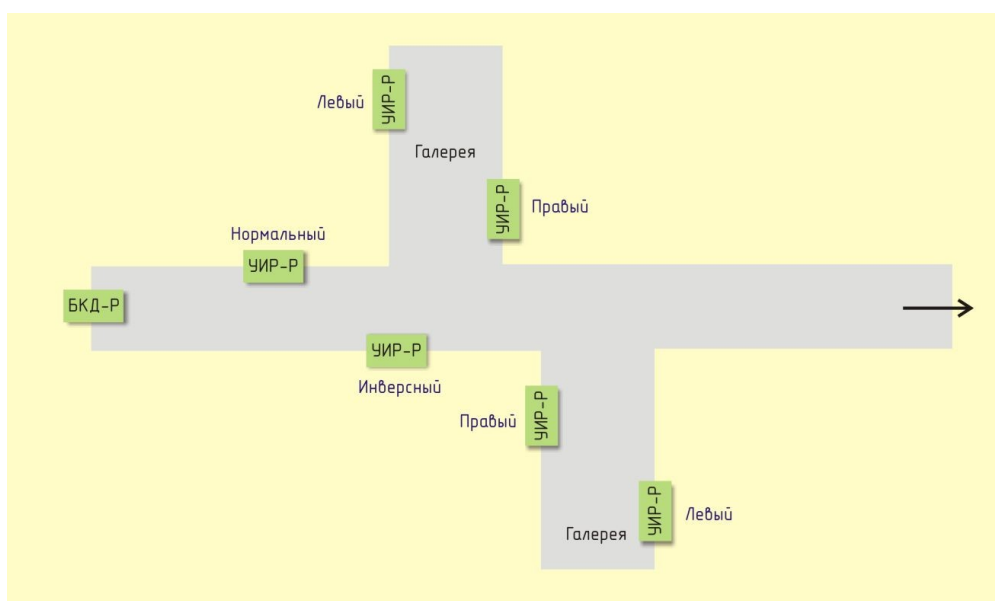 Левый
УИР-Р
Галерея
УИР-Р
Правый
Нормальный
УИР-Р
БКД-Р
УИР-Р
Инверсный
Правый
УИР-Р
УИР-Р
Левый
Галерея